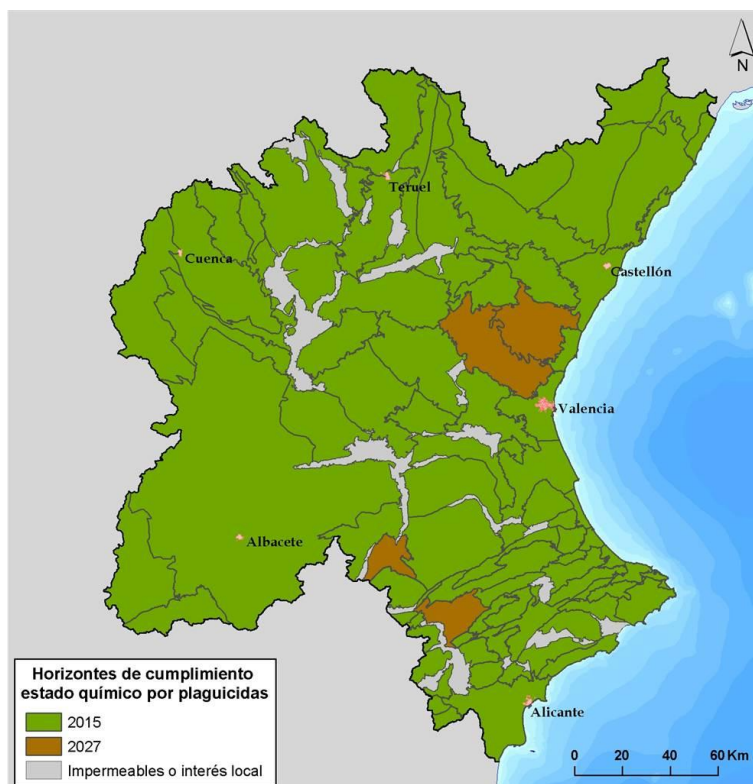 N
Teruel
Cuenca
Castellón
Valencia
Albacete
Alicante
Horizontes de cumplimiento
estado químico por plaguicidas
2015
2027
Impermeables o interés local
0 20 40 60 Km